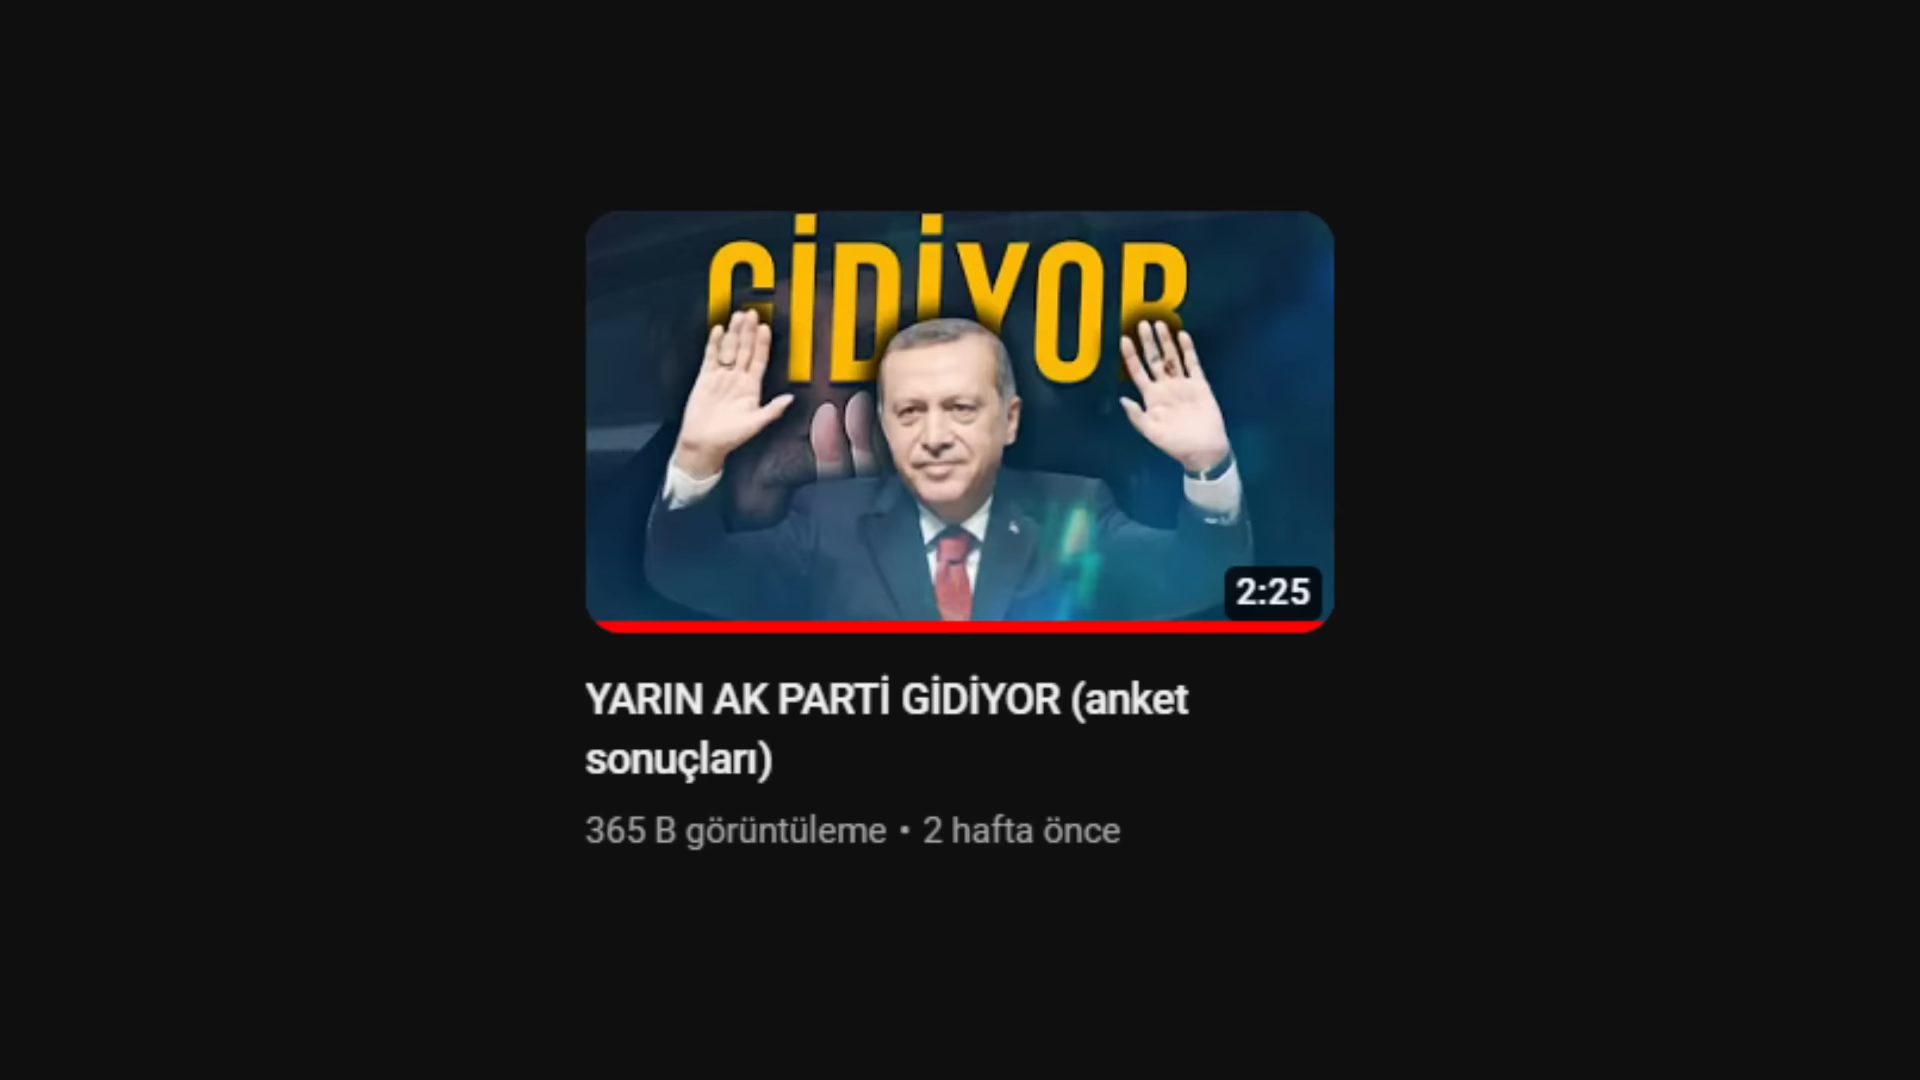 GİDİYOR
2:25
YARIN AK PARTİ GİDİYOR (anket
sonuçları)
365 B görüntüleme • 2 hafta önce